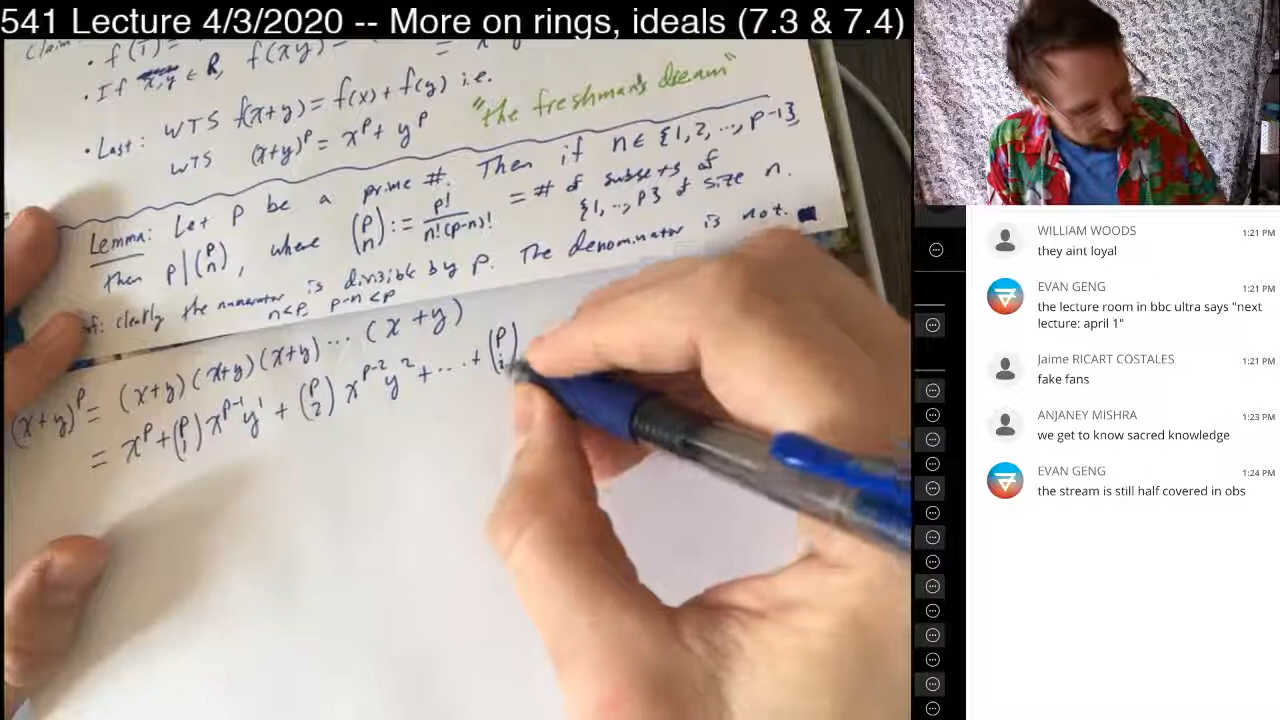 541 Lecture 4/3/2020 -- More on rings, ideals (7.3 & 7.4)
Claim:
• f(1) =
• If x,y ∈ R, f(xy) =
• Last: WTS f(x+y) = f(x) + f(y) i.e.
WTS (x+y)^p = x^p + y^p "the freshman's dream"
Lemma: Let p be a prime #. Then if n ∈ {1,2,...,p-1},
then p | (p n), where (p n) := p!/n!(p-n)! = # of subsets of {1,..,p} of size n.
Pf: Clearly the numerator is divisible by p. The denominator is not.
n<p p-n<p
(x+y)^p = (x+y)(x+y)(x+y)...(x+y)
= x^p + (p 1) x^{p-1} y^1 + (p 2) x^{p-2} y^2 + ... + (p i
WILLIAM WOODS 1:21 PM
they aint loyal
EVAN GENG 1:21 PM
the lecture room in bbc ultra says "next
lecture: april 1"
Jaime RICART COSTALES 1:21 PM
fake fans
ANJANEY MISHRA 1:23 PM
we get to know sacred knowledge
EVAN GENG 1:24 PM
the stream is still half covered in obs